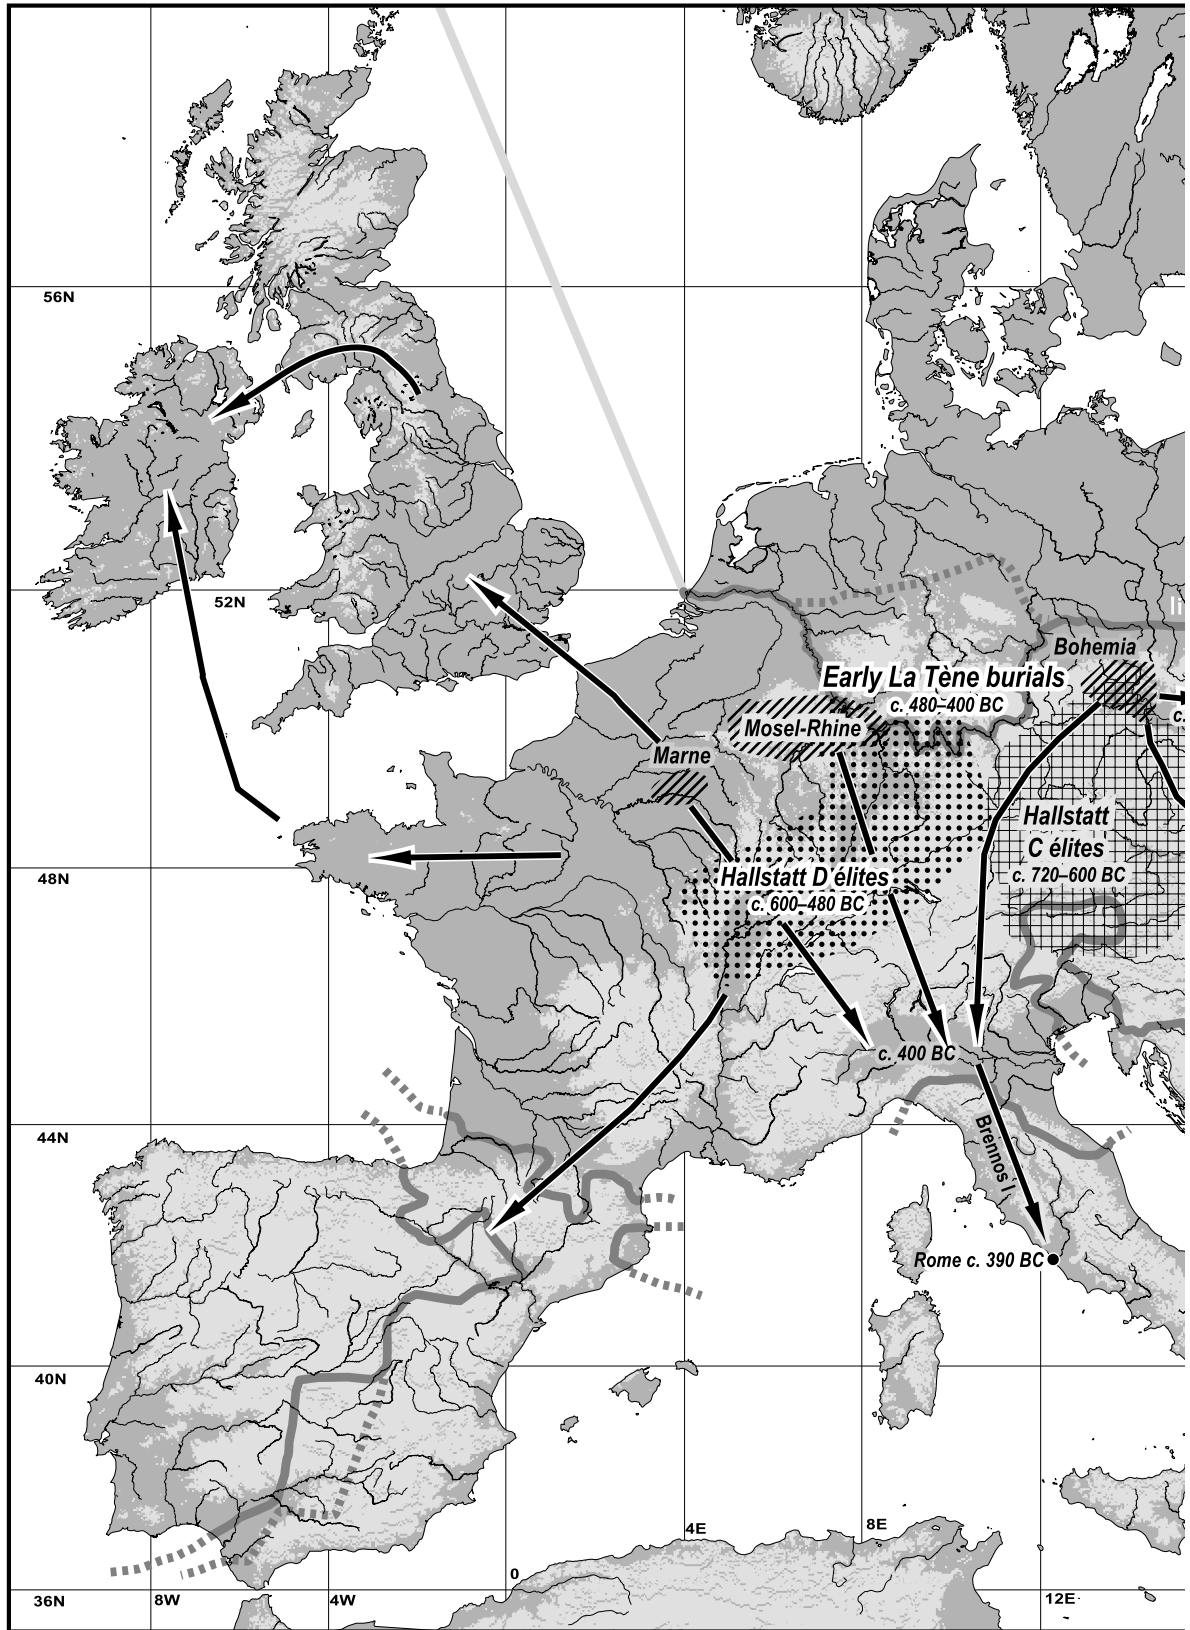 56N
52N
li
Bohemia
Early La Tène burials
c. 480–400 BC
c.
Mosel-Rhine
Marne
Hallstatt
C élites
c. 720–600 BC
48N
Hallstatt D élites
c. 600–480 BC
c. 400 BC
44N
Brennos I
Rome c. 390 BC
40N
4E
8E
0
36N
8W
4W
12E